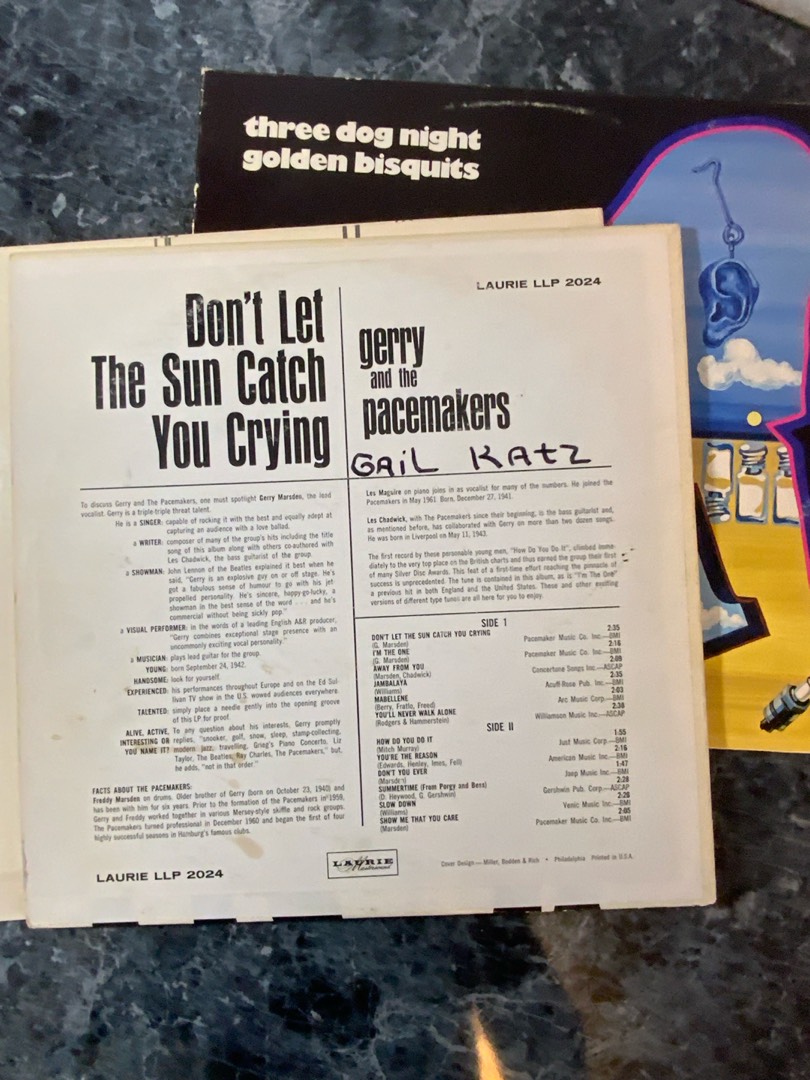 three dog night
golden bisquits
LAURIE LLP 2024
Don't Let
The Sun Catch
You Crying
gerry
and the
pacemakers
GAIL KATZ
To discuss Gerry and The Pacemakers, one must spotlight Gerry Marsden, the lead
vocalist. Gerry is a triple triple threat talent.
He is a SINGER: capable of rocking it with the best and equally adept at
capturing an audience with a love ballad.
a WRITER: composer of many of the group's hits including the title
song of this album along with others co-authored with
Les Chadwick, the bass guitarist of the group.
a SHOWMAN: John Lennon of the Beatles explained it best when he
said, "Gerry is an explosive guy on or off stage. He's
got a fabulous sense of humour to go with his jet
propelled personality. He's sincere, happy-go-lucky, a
showman in the best sense of the word . . . and he's
commercial without being sickly pop."
a VISUAL PERFORMER: in the words of a leading English A&R producer,
"Gerry combines exceptional stage presence with an
uncommonly exciting vocal personality."
a MUSICIAN: plays lead guitar for the group.
YOUNG: born September 24, 1942.
HANDSOME: look for yourself.
EXPERIENCED: his performances throughout Europe and on the Ed Sul-
livan TV show in the U.S. wowed audiences everywhere.
TALENTED: simply place a needle gently into the opening groove
of this LP for proof.
ALIVE, ACTIVE, To any question about his interests, Gerry promptly
INTERESTING OR replies, "snooker, golf, show, sleep, stamp-collecting,
YOU NAME IT? modern jazz, travelling, Grieg's Piano Concerto, Liz
Taylor, The Beatles, Ray Charles, The Pacemakers," but,
he adds, "not in that order."
FACTS ABOUT THE PACEMAKERS:
Freddy Marsden on drums. Older brother of Gerry (born on October 23, 1940) and
has been with him for six years. Prior to the formation of the Pacemakers in 1959,
Gerry and Freddy worked together in various Mersey-style skiffle and rock groups.
The Pacemakers turned professional in December 1960 and began the first of four
highly successful seasons in Hamburg's famous clubs.
Les Maguire on piano joins in as vocalist for many of the numbers. He joined the
Pacemakers in May 1961. Born, December 27, 1941.
Les Chadwick, with The Pacemakers since their beginning, is the bass guitarist and,
as mentioned before, has collaborated with Gerry on more than two dozen songs.
He was born in Liverpool on May 11, 1943.
The first record by these personable young men, "How Do You Do It", climbed imme-
diately to the very top on the British charts and thus earned the group their first
of many Silver Disc Awards. This feat of a first-time effort reaching the pinnacle of
success is unprecedented. The tune is contained in this album, as is "I'm The One"
a previous hit in both England and the United States. These and other exciting
versions of different type tunes are all here for you to enjoy.
SIDE 1
DON'T LET THE SUN CATCH YOU CRYING 2:35
(G. Marsden) Pacemaker Music Co. Inc.—BMI
I'M THE ONE 2:16
(G. Marsden) Pacemaker Music Co. Inc.—BMI
AWAY FROM YOU 2:09
(Marsden, Chadwick) Concertone Songs Inc.—ASCAP
JAMBALAYA 2:35
(Williams) Acuff-Rose Pub. Inc.—BMI
MABELLENE 2:03
(Berry, Fratto, Freed) Arc Music Corp.—BMI
YOU'LL NEVER WALK ALONE 2:38
(Rodgers & Hammerstein) Williamson Music Inc.—ASCAP
SIDE II
HOW DO YOU DO IT 1:55
(Mitch Murray) Just Music Corp.—BMI
YOU'RE THE REASON 2:16
(Edwards, Henley, Imes, Fell) American Music Inc.—BMI
DON'T YOU EVER 1:47
(Marsden) Jaep Music Inc.—BMI
SUMMERTIME (From Porgy and Bess) 2:28
(D. Heywood, G. Gershwin) Gershwin Pub. Corp.—ASCAP
SLOW DOWN 2:20
(Williams) Venic Music Inc.—BMI
SHOW ME THAT YOU CARE 2:05
(Marsden) Pacemaker Music Co. Inc.—BMI
LAURIE LLP 2024
LAURIE
Cover Design — Miller, Bodden & Rich • Philadelphia Printed in U.S.A.